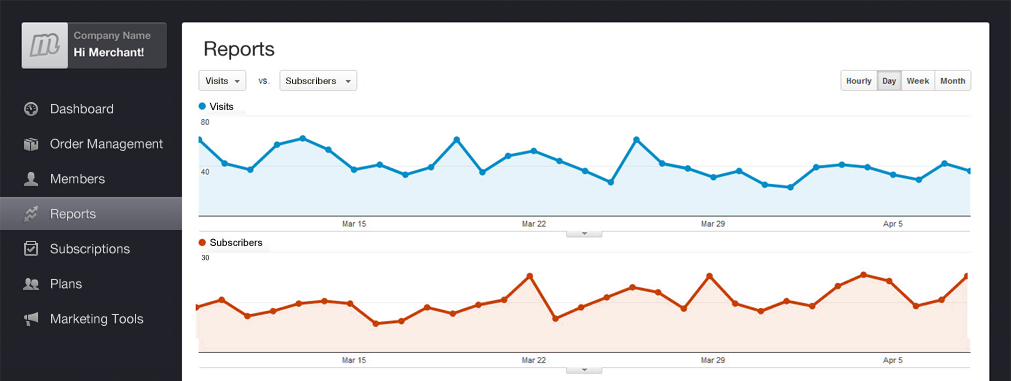 Company Name
Hi Merchant!
Dashboard
Order Management
Members
Reports
Subscriptions
Plans
Marketing Tools
Reports
Visits vs. Subscribers
Hourly Day Week Month
Visits
80
40
Mar 15 Mar 22 Mar 29 Apr 5
Subscribers
30
Mar 15 Mar 22 Mar 29 Apr 5